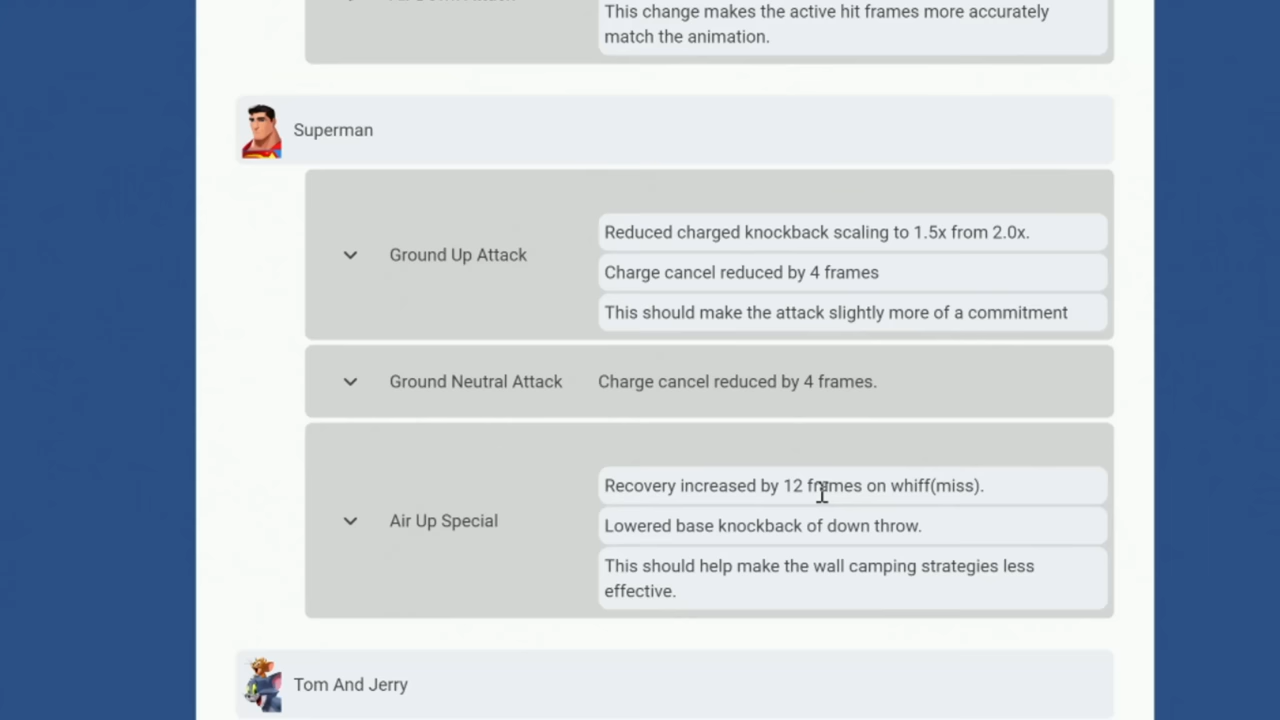 This change makes the active hit frames more accurately
match the animation.
Superman
Ground Up Attack
Reduced charged knockback scaling to 1.5x from 2.0x.
Charge cancel reduced by 4 frames
This should make the attack slightly more of a commitment
Ground Neutral Attack
Charge cancel reduced by 4 frames.
Air Up Special
Recovery increased by 12 frames on whiff(miss).
Lowered base knockback of down throw.
This should help make the wall camping strategies less
effective.
Tom And Jerry